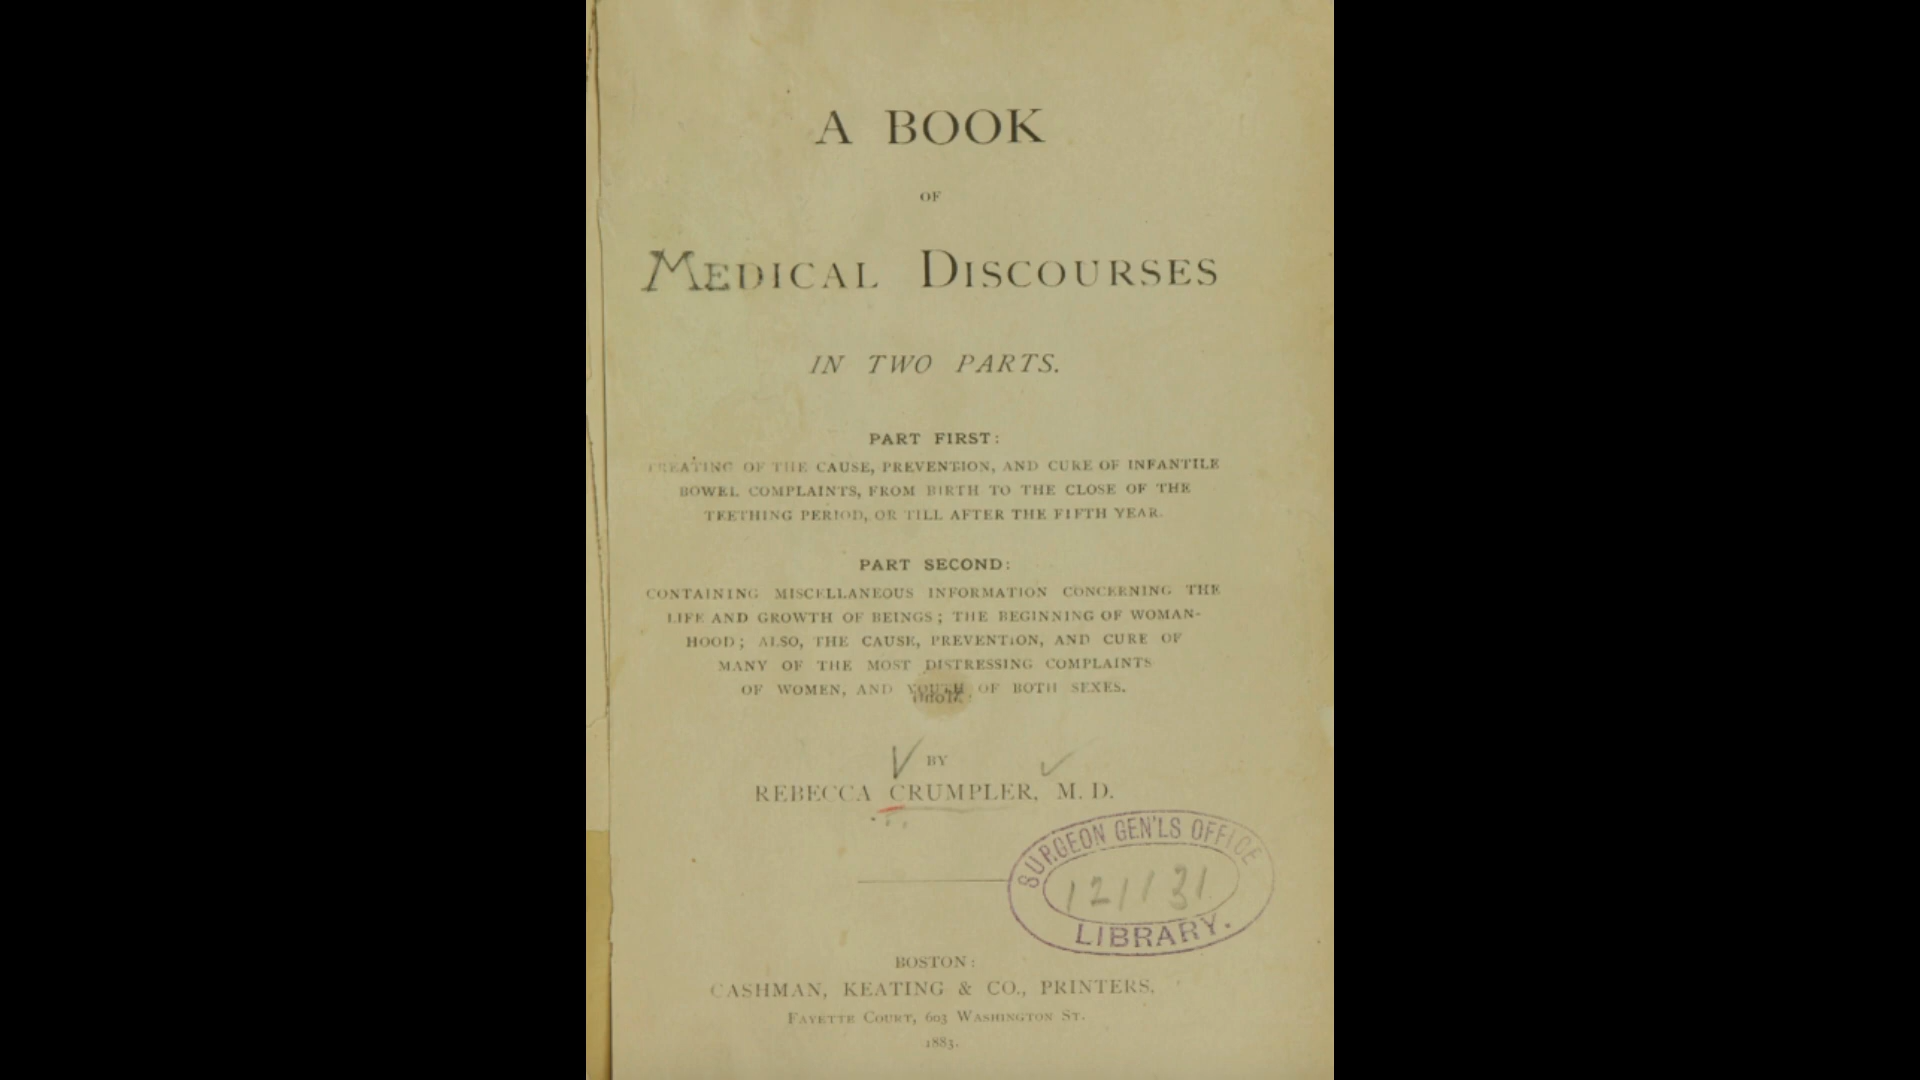 A BOOK
OF
MEDICAL DISCOURSES
IN TWO PARTS.
PART FIRST:
TREATING OF THE CAUSE, PREVENTION, AND CURE OF INFANTILE
BOWEL COMPLAINTS, FROM BIRTH TO THE CLOSE OF THE
TEETHING PERIOD, OR TILL AFTER THE FIFTH YEAR.
PART SECOND:
CONTAINING MISCELLANEOUS INFORMATION CONCERNING THE
LIFE AND GROWTH OF BEINGS; THE BEGINNING OF WOMAN-
HOOD; ALSO, THE CAUSE, PREVENTION, AND CURE OF
MANY OF THE MOST DISTRESSING COMPLAINTS
OF WOMEN, AND YOUTH OF BOTH SEXES.
BY
REBECCA CRUMPLER, M. D.
SURGEON GEN'LS OFFICE
121131
LIBRARY.
BOSTON:
CASHMAN, KEATING & CO., PRINTERS,
FAYETTE COURT, 603 WASHINGTON ST.
1883.